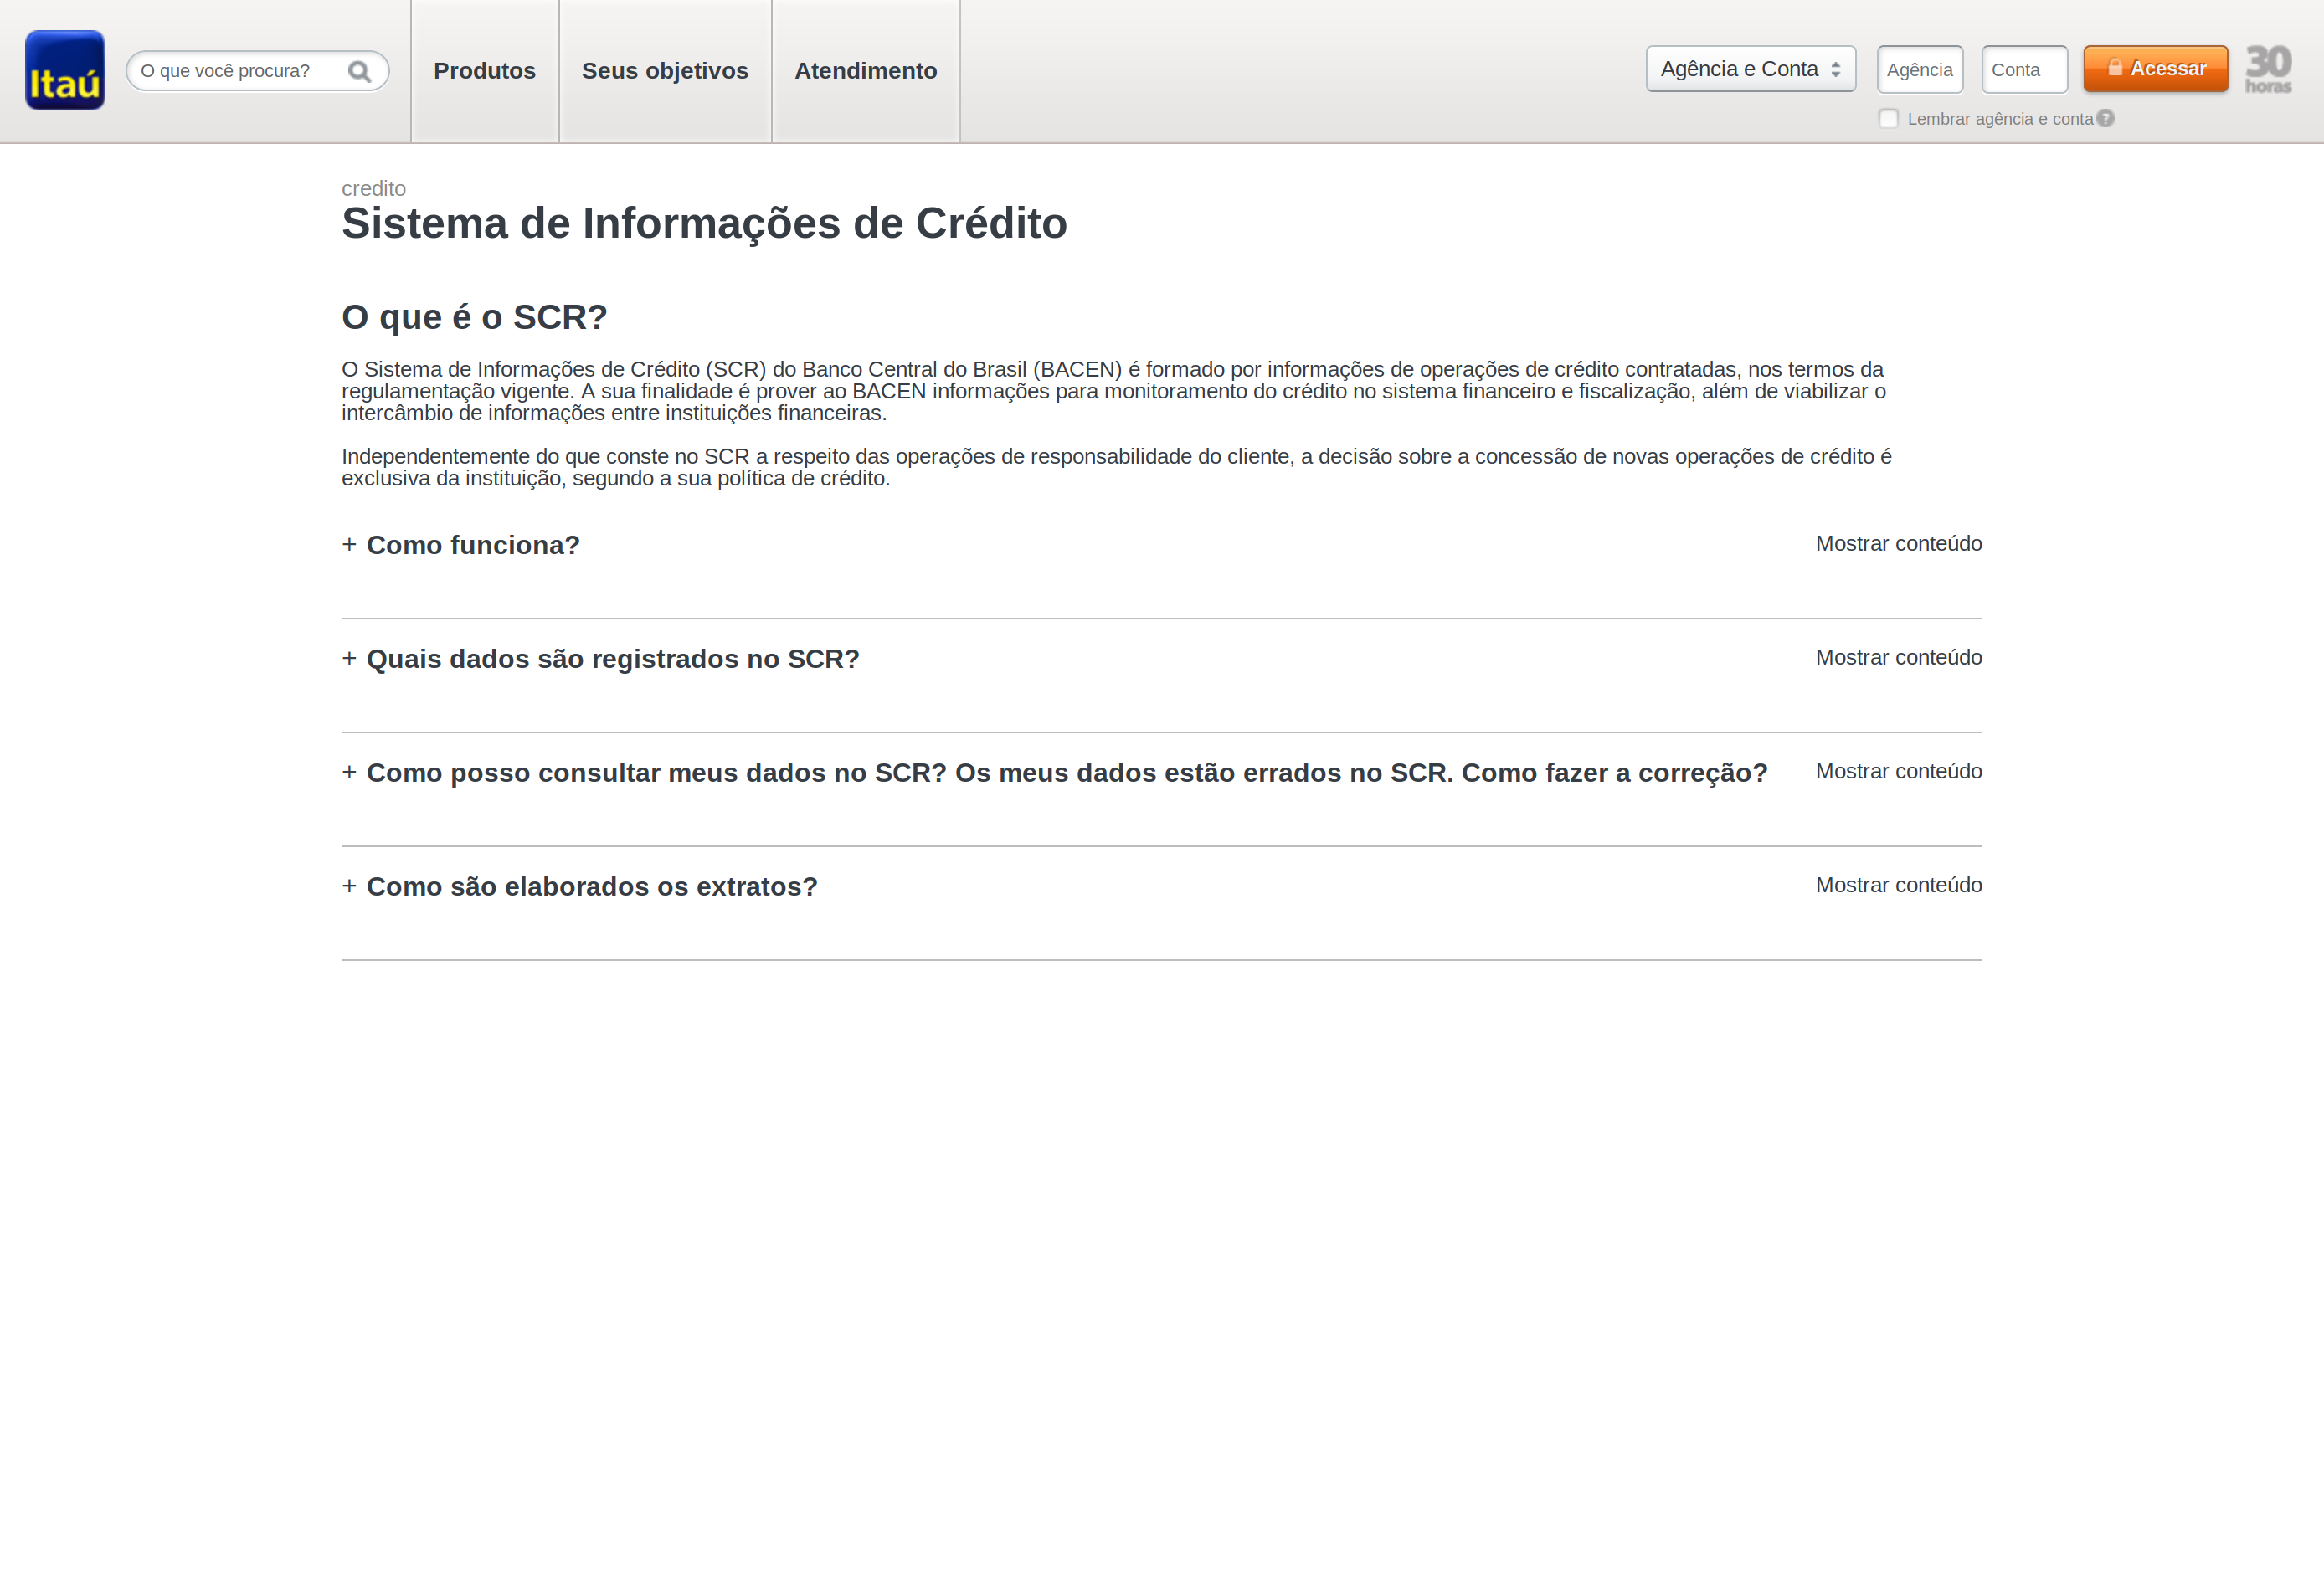 Itaú
O que você procura?
Produtos
Seus objetivos
Atendimento
Agência e Conta
Agência
Conta
Acessar
30
horas
Lembrar agência e conta ?
credito
Sistema de Informações de Crédito
O que é o SCR?
O Sistema de Informações de Crédito (SCR) do Banco Central do Brasil (BACEN) é formado por informações de operações de crédito contratadas, nos termos da
regulamentação vigente. A sua finalidade é prover ao BACEN informações para monitoramento do crédito no sistema financeiro e fiscalização, além de viabilizar o
intercâmbio de informações entre instituições financeiras.
Independentemente do que conste no SCR a respeito das operações de responsabilidade do cliente, a decisão sobre a concessão de novas operações de crédito é
exclusiva da instituição, segundo a sua política de crédito.
+ Como funciona? Mostrar conteúdo
+ Quais dados são registrados no SCR? Mostrar conteúdo
+ Como posso consultar meus dados no SCR? Os meus dados estão errados no SCR. Como fazer a correção? Mostrar conteúdo
+ Como são elaborados os extratos? Mostrar conteúdo